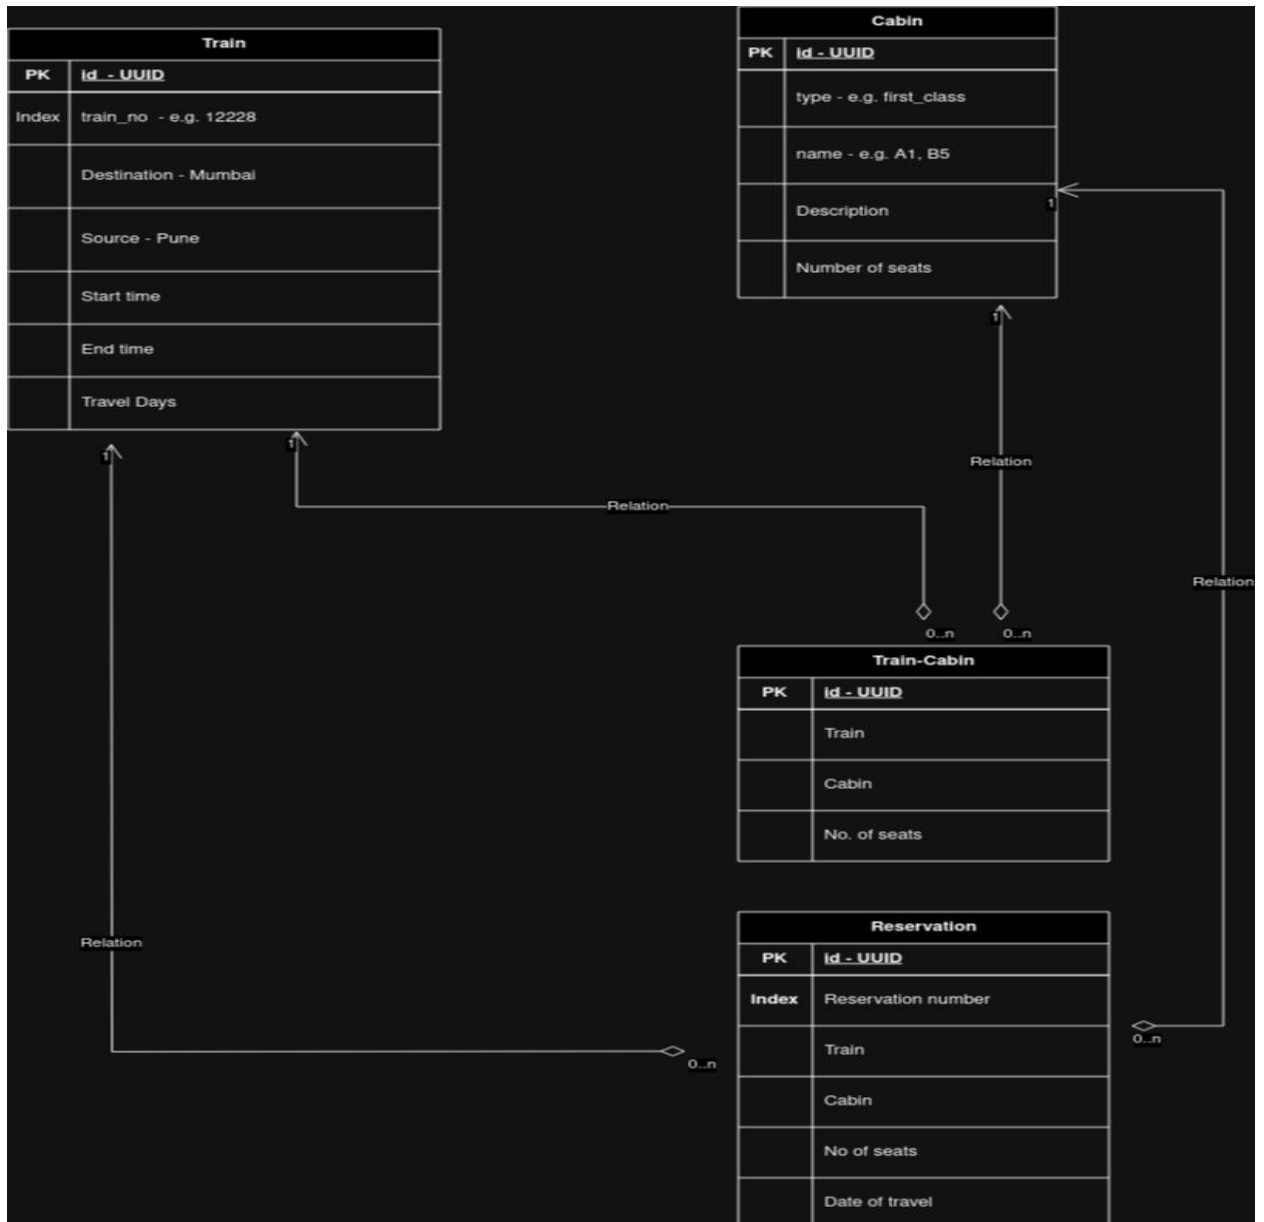 Train
PK id - UUID
Index train_no - e.g. 12228
Destination - Mumbai
Source - Pune
Start time
End time
Travel Days
1
1
Cabin
PK id - UUID
type - e.g. first_class
name - e.g. A1, B5
Description
Number of seats
1
1
Relation
Relation
Relation
0..n
0..n
Train-Cabin
PK id - UUID
Train
Cabin
No. of seats
Relation
Reservation
PK id - UUID
Index Reservation number
Train
Cabin
No of seats
Date of travel
0..n
0..n